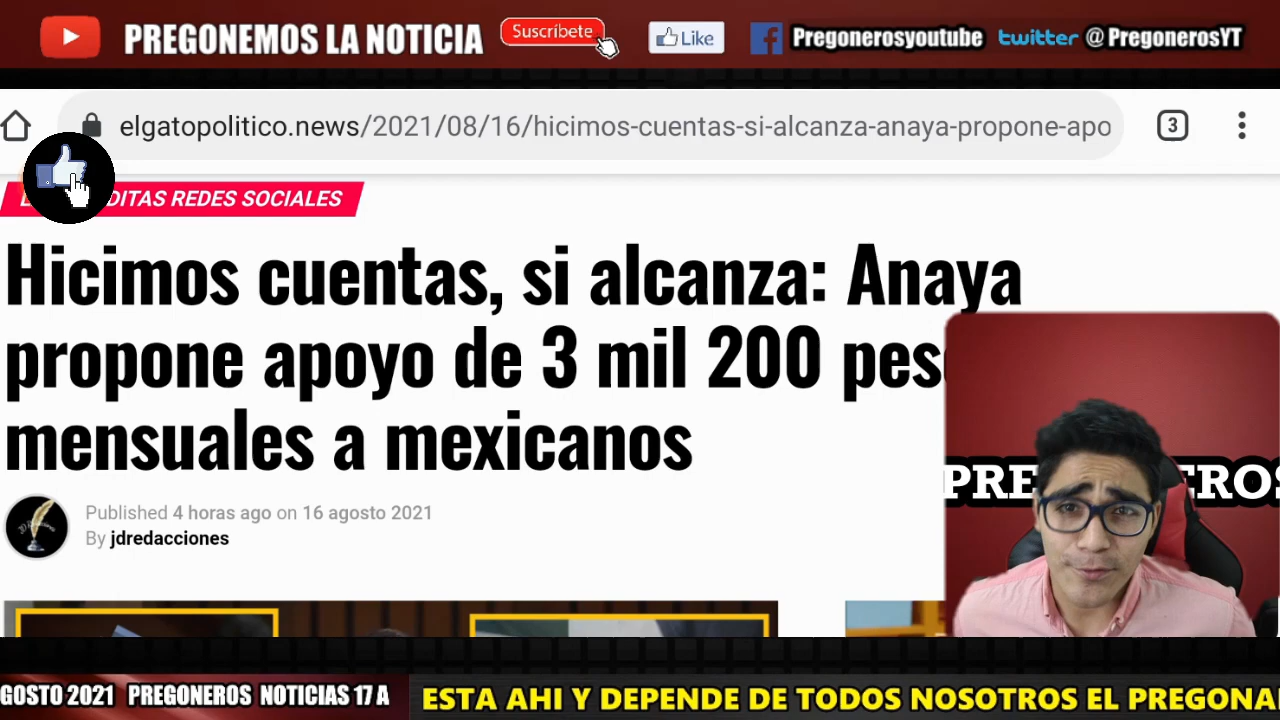 PREGONEMOS LA NOTICIA
Suscríbete
Like
Pregonerosyoutube
twitter @PregonerosYT
elgatopolitico.news/2021/08/16/hicimos-cuentas-si-alcanza-anaya-propone-apo
3
DITAS REDES SOCIALES
Hicimos cuentas, si alcanza: Anaya
propone apoyo de 3 mil 200 pes
mensuales a mexicanos
PRE EROS
Published 4 horas ago on 16 agosto 2021
By jdredacciones
GOSTO 2021 PREGONEROS NOTICIAS 17 A
ESTA AHI Y DEPENDE DE TODOS NOSOTROS EL PREGONA